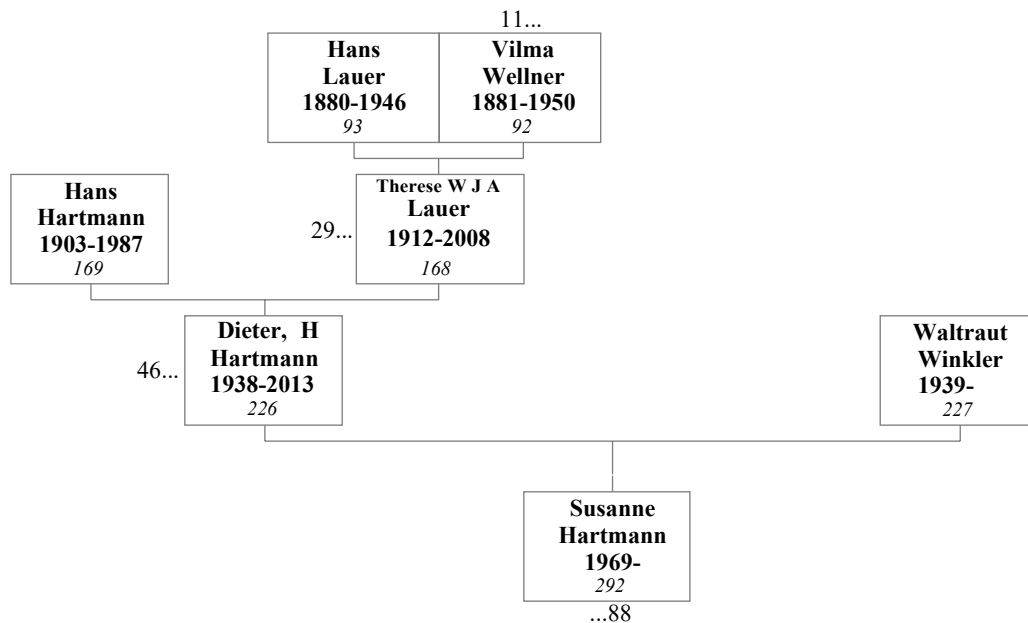 11...
Hans
Lauer
1880-1946
93
Vilma
Wellner
1881-1950
92
Hans
Hartmann
1903-1987
169
29...
Therese W J A
Lauer
1912-2008
168
46...
Dieter, H
Hartmann
1938-2013
226
Waltraut
Winkler
1939-
227
Susanne
Hartmann
1969-
292
...88